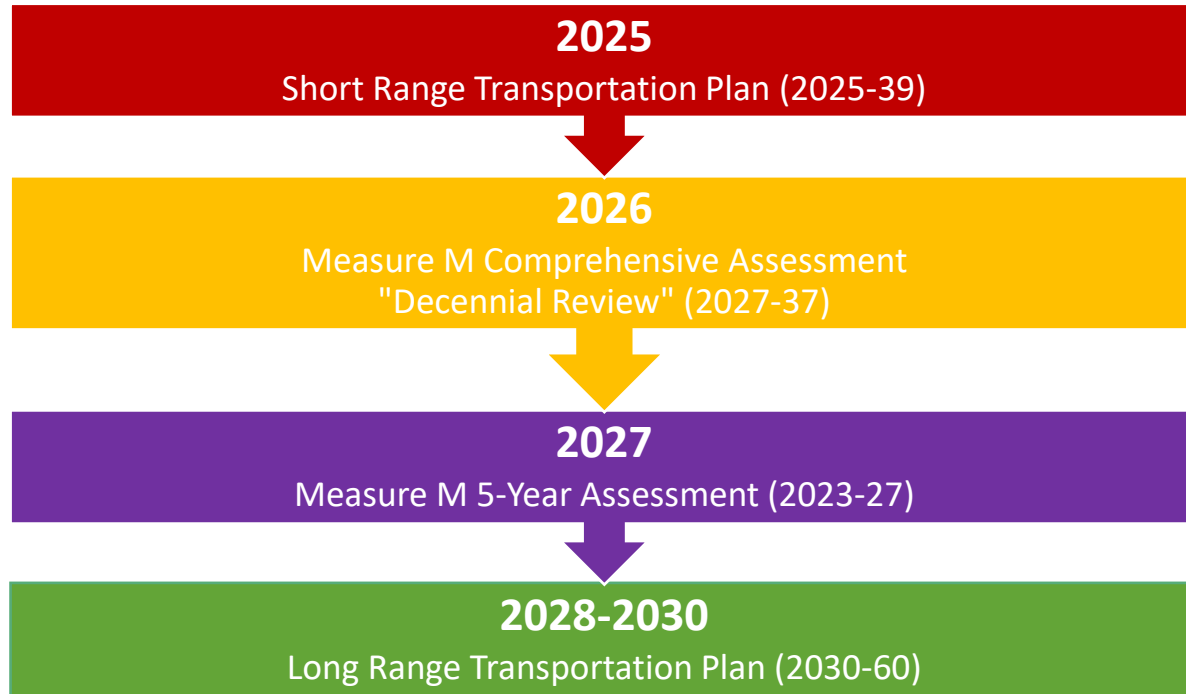 2025
Short Range Transportation Plan (2025-39)
2026
Measure M Comprehensive Assessment
"Decennial Review" (2027-37)
2027
Measure M 5-Year Assessment (2023-27)
2028-2030
Long Range Transportation Plan (2030-60)